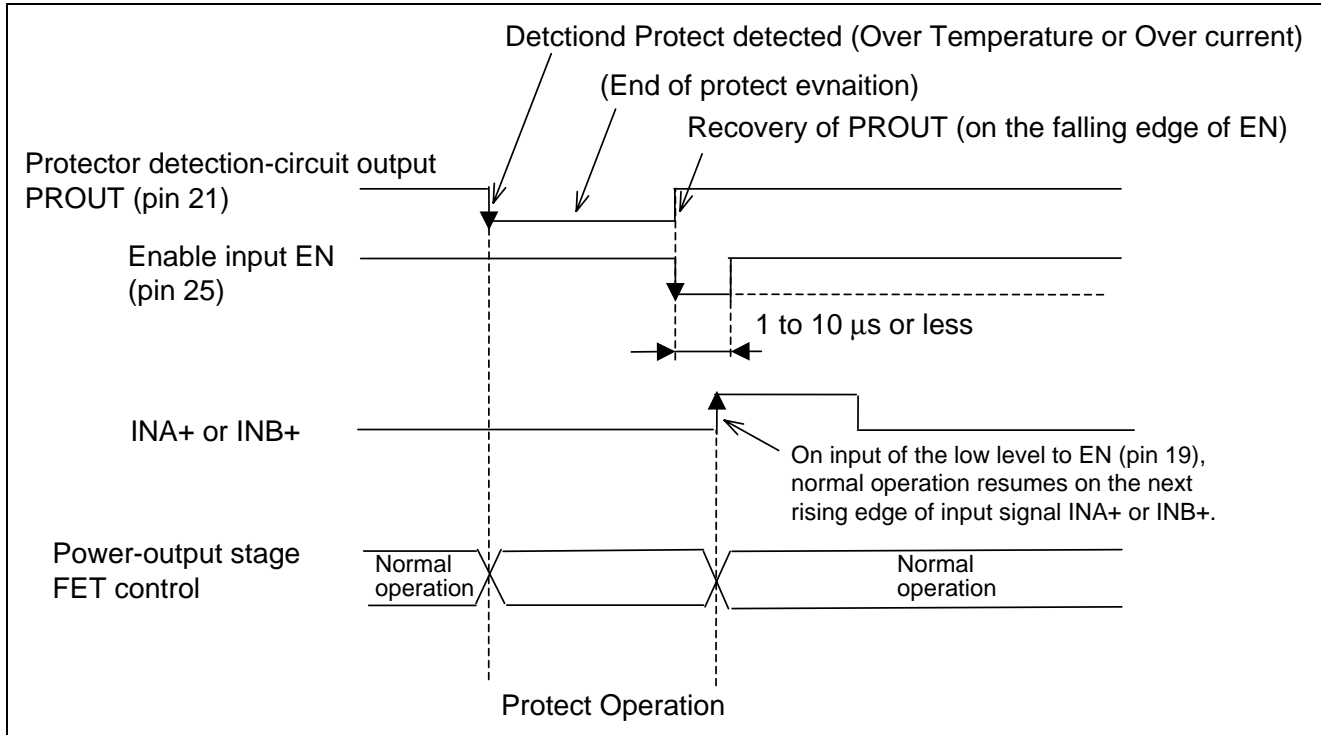 Detctiond Protect detected (Over Temperature or Over current)
(End of protect evnaition)
Recovery of PROUT (on the falling edge of EN)
Protector detection-circuit output
PROUT (pin 21)
Enable input EN
(pin 25)
1 to 10 μs or less
INA+ or INB+
On input of the low level to EN (pin 19),
normal operation resumes on the next
rising edge of input signal INA+ or INB+.
Power-output stage
FET control
Normal
operation
Normal
operation
Protect Operation